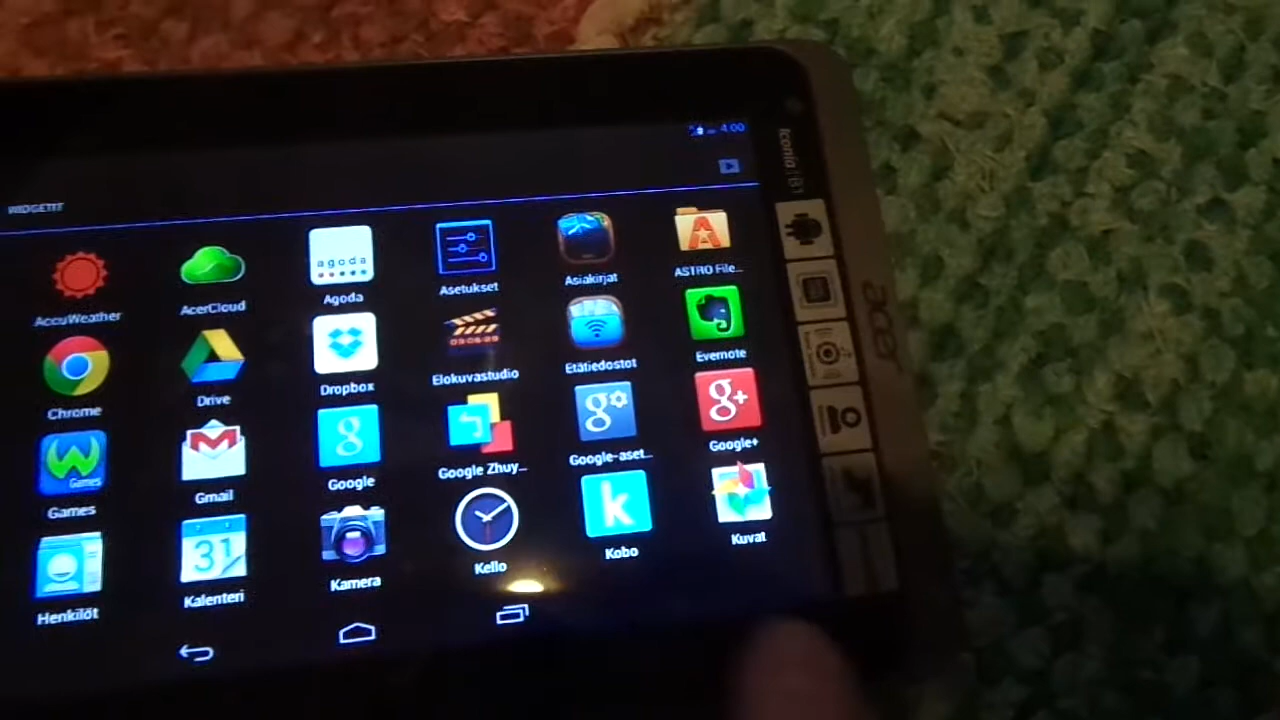 4:00
Iconia B1
WIDGETIT
acer
agoda
AccuWeather
AcerCloud
Agoda
Asetukset
Asiakirjat
ASTRO File...
Chrome
Drive
Dropbox
Elokuvastudio
Etätiedostot
Evernote
Games
Games
Gmail
Google
Google Zhuy...
Google-aset...
Google+
31
Henkilöt
Kalenteri
Kamera
Kello
Kobo
Kuvat